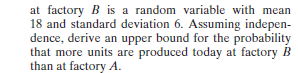 at factory B is a random variable with mean
18 and standard deviation 6. Assuming indepen-
dence, derive an upper bound for the probability
that more units are produced today at factory B
than at factory A.